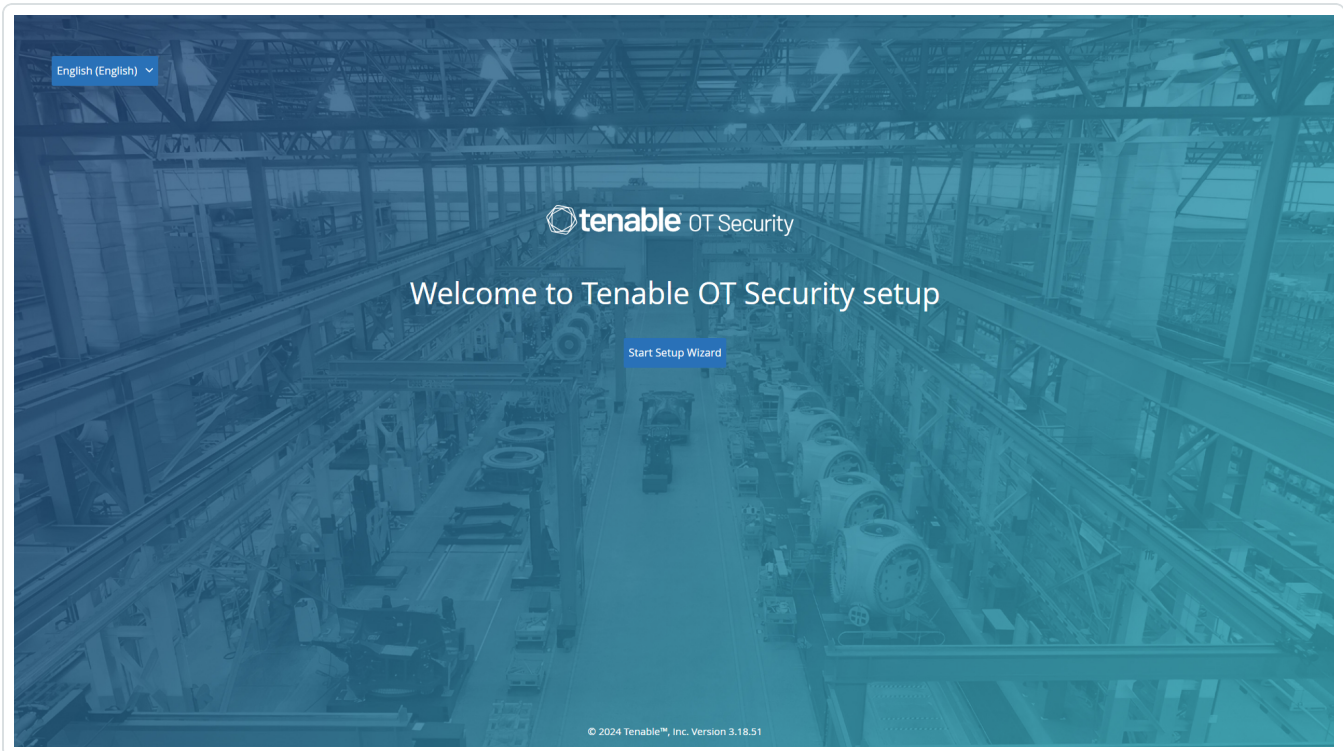 English (English)
tenable OT Security
Welcome to Tenable OT Security setup
Start Setup Wizard
© 2024 Tenable™, Inc. Version 3.18.51